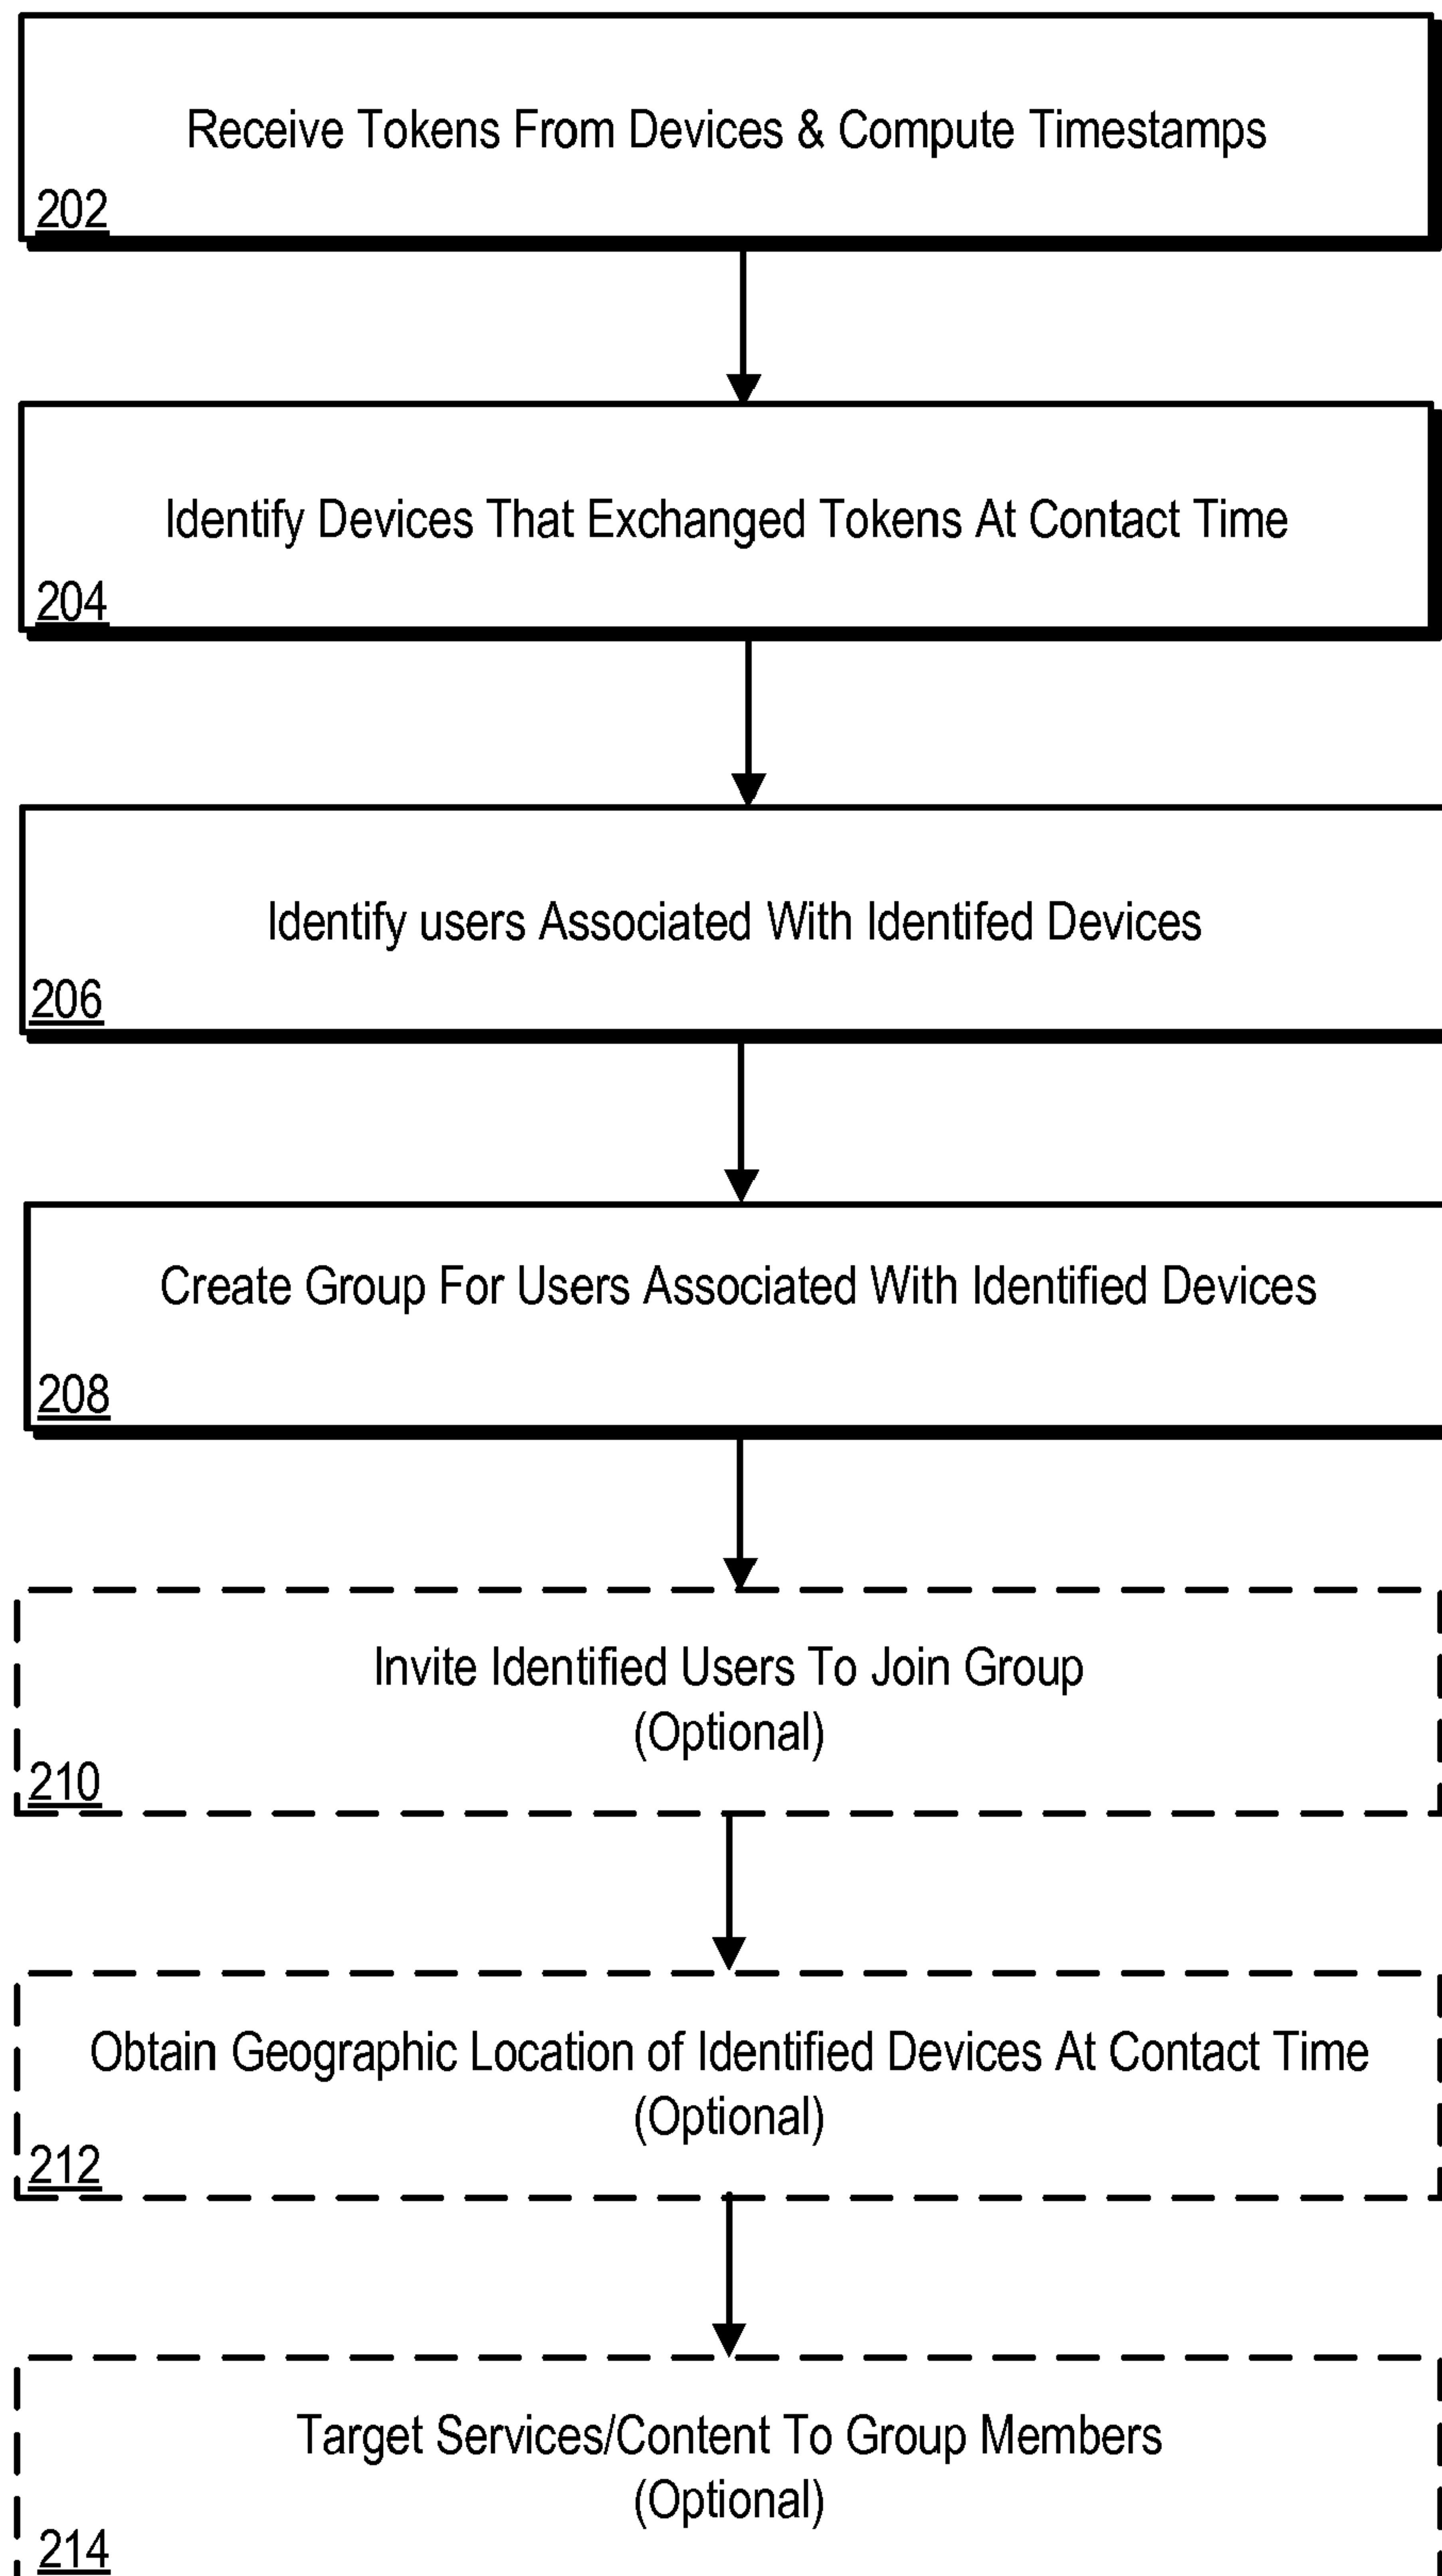 Receive Tokens From Devices & Compute Timestamps
202
Identify Devices That Exchanged Tokens At Contact Time
204
Identify users Associated With Identifed Devices
206
Create Group For Users Associated With Identified Devices
208
Invite Identified Users To Join Group
(Optional)
210
Obtain Geographic Location of Identified Devices At Contact Time
(Optional)
212
Target Services/Content To Group Members
(Optional)
214